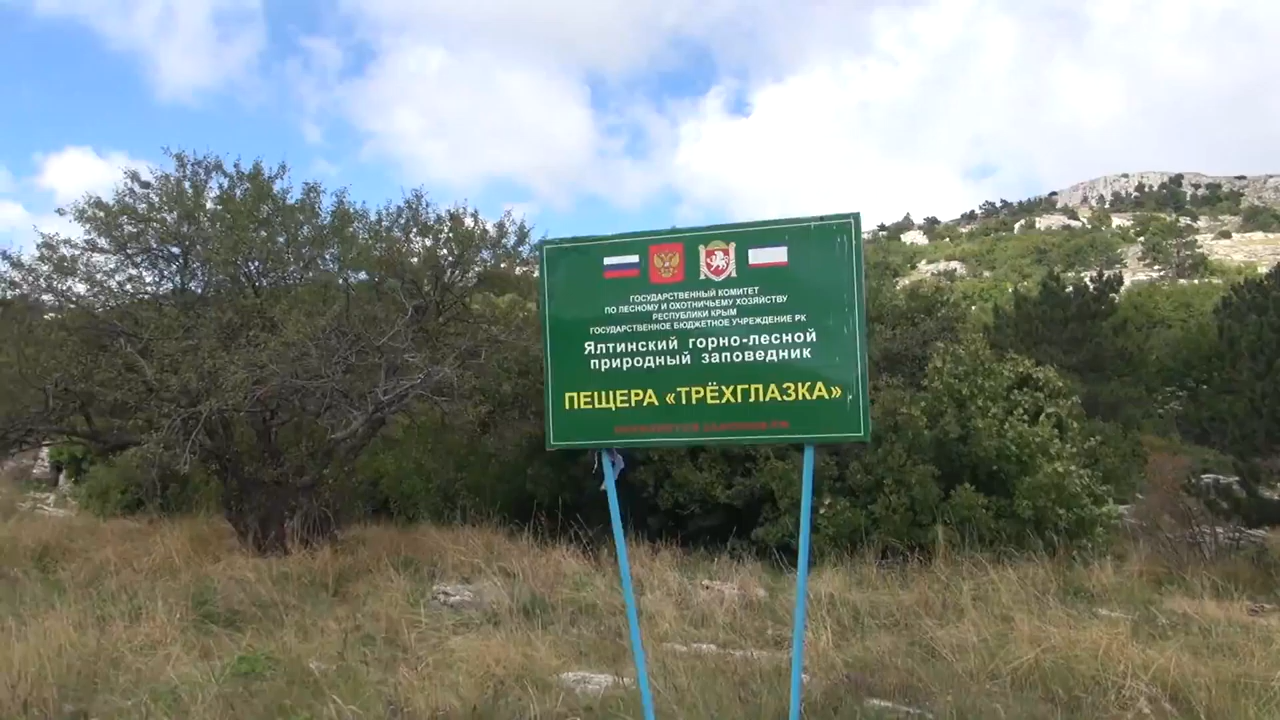 ГОСУДАРСТВЕННЫЙ КОМИТЕТ
ПО ЛЕСНОМУ И ОХОТНИЧЬЕМУ ХОЗЯЙСТВУ
РЕСПУБЛИКИ КРЫМ
ГОСУДАРСТВЕННОЕ БЮДЖЕТНОЕ УЧРЕЖДЕНИЕ РК
Ялтинский горно-лесной
природный заповедник
ПЕЩЕРА «ТРЁХГЛАЗКА»